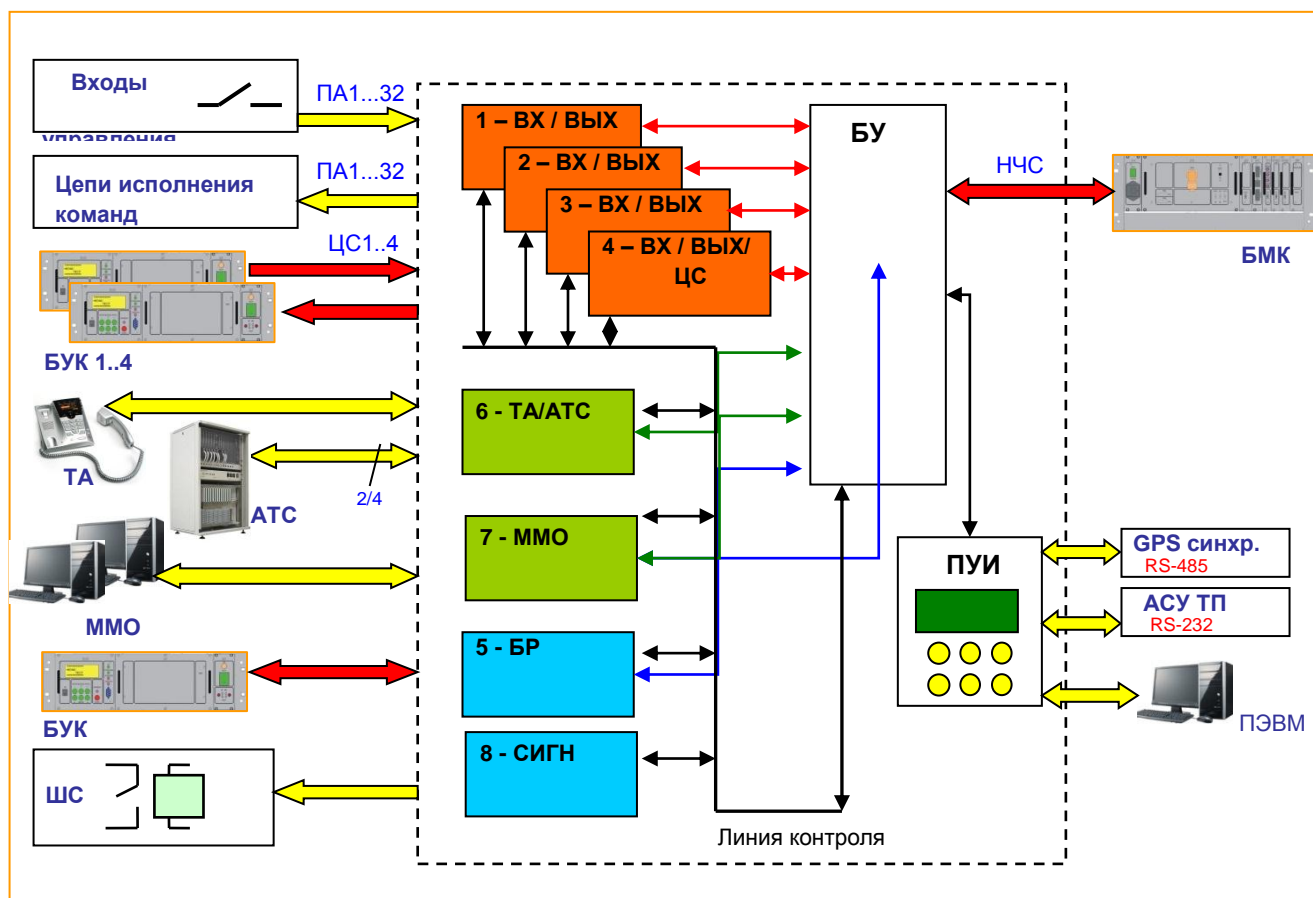 Входы
управления
ПА1...32
Цепи исполнения
команд
ПА1...32
ЦС1..4
БУК 1..4
ТА
АТС
2/4
ММО
БУК
ШС
1 – ВХ / ВЫХ
2 – ВХ / ВЫХ
3 – ВХ / ВЫХ
4 – ВХ / ВЫХ/
ЦС
6 - ТА/АТС
7 - ММО
5 - БР
8 - СИГН
Линия контроля
БУ
НЧС
БМК
ПУИ
GPS синхр.
RS-485
АСУ ТП
RS-232
ПЭВМ